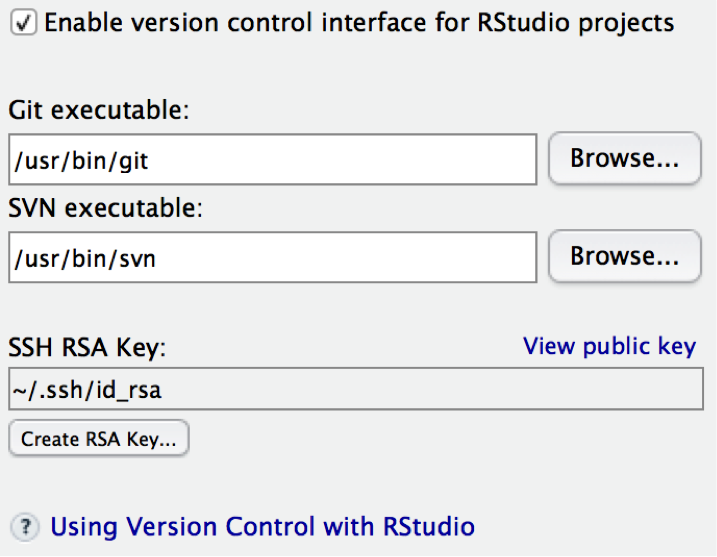 Enable version control interface for RStudio projects
Git executable:
/usr/bin/git
Browse...
SVN executable:
/usr/bin/svn
Browse...
SSH RSA Key:
View public key
~/.ssh/id_rsa
Create RSA Key...
? Using Version Control with RStudio